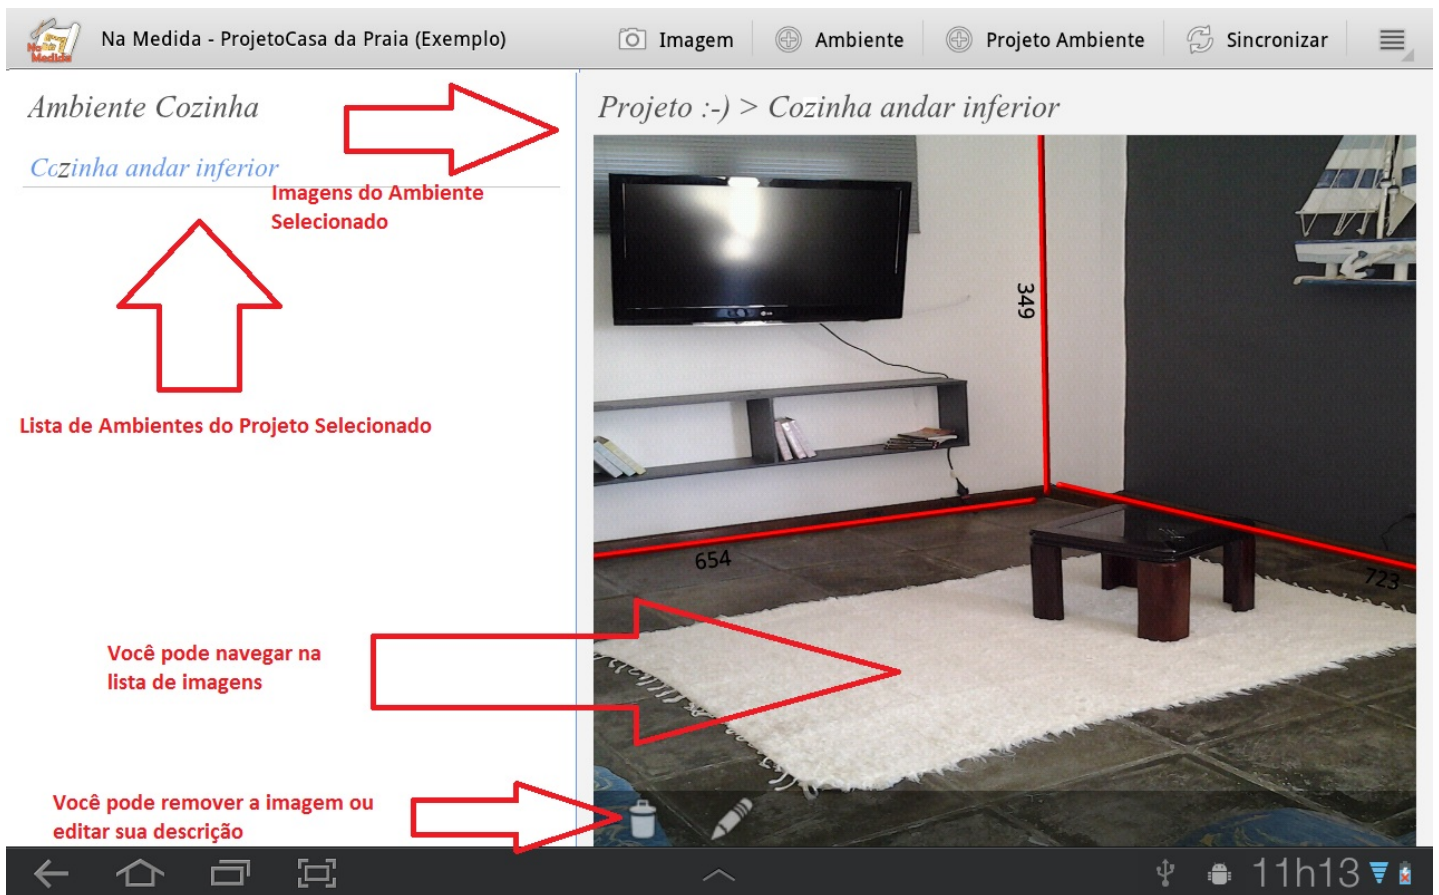 Na Medida
Na Medida - ProjetoCasa da Praia (Exemplo)
Imagem
Ambiente
Projeto Ambiente
Sincronizar
Ambiente Cozinha
Cozinha andar inferior
Imagens do Ambiente
Selecionado
Lista de Ambientes do Projeto Selecionado
Você pode navegar na
lista de imagens
Você pode remover a imagem ou
editar sua descrição
Projeto :-) > Cozinha andar inferior
349
654
723
11h13